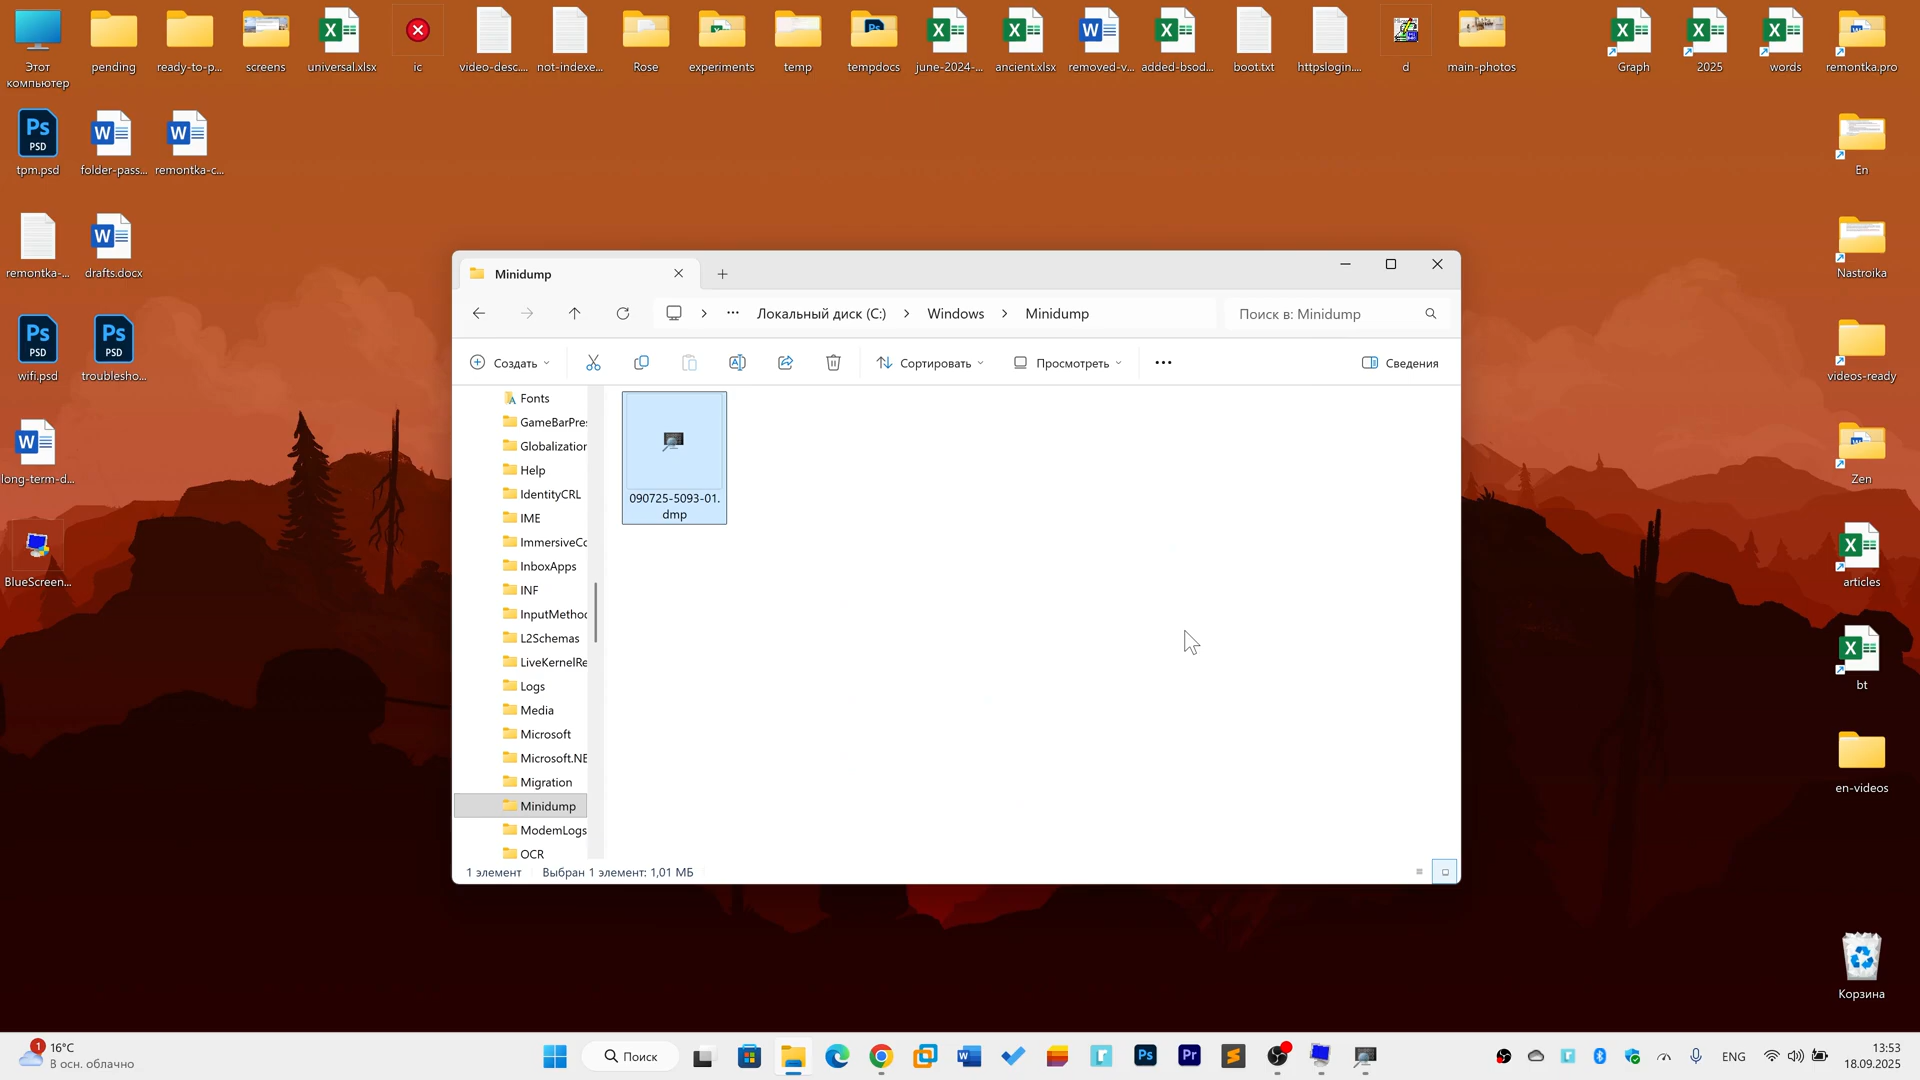 Этот
компьютер
pending
ready-to-p...
screens
universal.xlsx
ic
video-desc...
not-indexe...
Rose
experiments
temp
tempdocs
june-2024-...
ancient.xlsx
removed-v...
added-bsod...
boot.txt
httpslogin....
d
main-photos
Graph
2025
words
remontka.pro
tpm.psd
folder-pass...
remontka-c...
En
remontka-...
drafts.docx
Nastroika
wifi.psd
troublesho...
videos-ready
long-term-d...
Zen
BlueScreen...
articles
bt
en-videos
Корзина
Minidump
Локальный диск (C:)
Windows
Minidump
Поиск в: Minidump
Создать
Сортировать
Просмотреть
Сведения
Fonts
GameBarPres
Globalization
Help
IdentityCRL
IME
ImmersiveCo
InboxApps
INF
InputMethod
L2Schemas
LiveKernelRe
Logs
Media
Microsoft
Microsoft.NE
Migration
Minidump
ModemLogs
OCR
090725-5093-01.
dmp
1 элемент
Выбран 1 элемент: 1,01 МБ
1
16°C
В осн. облачно
Поиск
ENG
13:53
18.09.2025